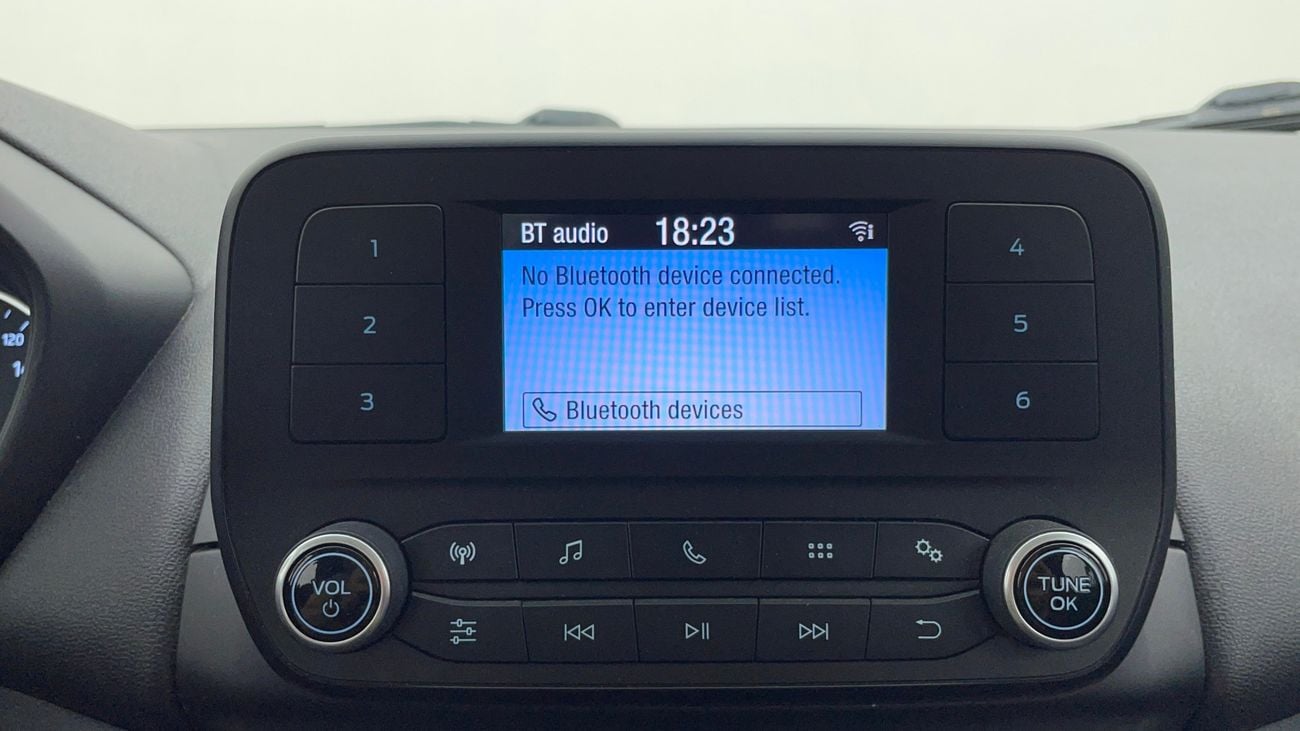 BT audio 18:23
No Bluetooth device connected.
Press OK to enter device list.
Bluetooth devices
1
2
3
4
5
6
VOL
TUNE
OK
120